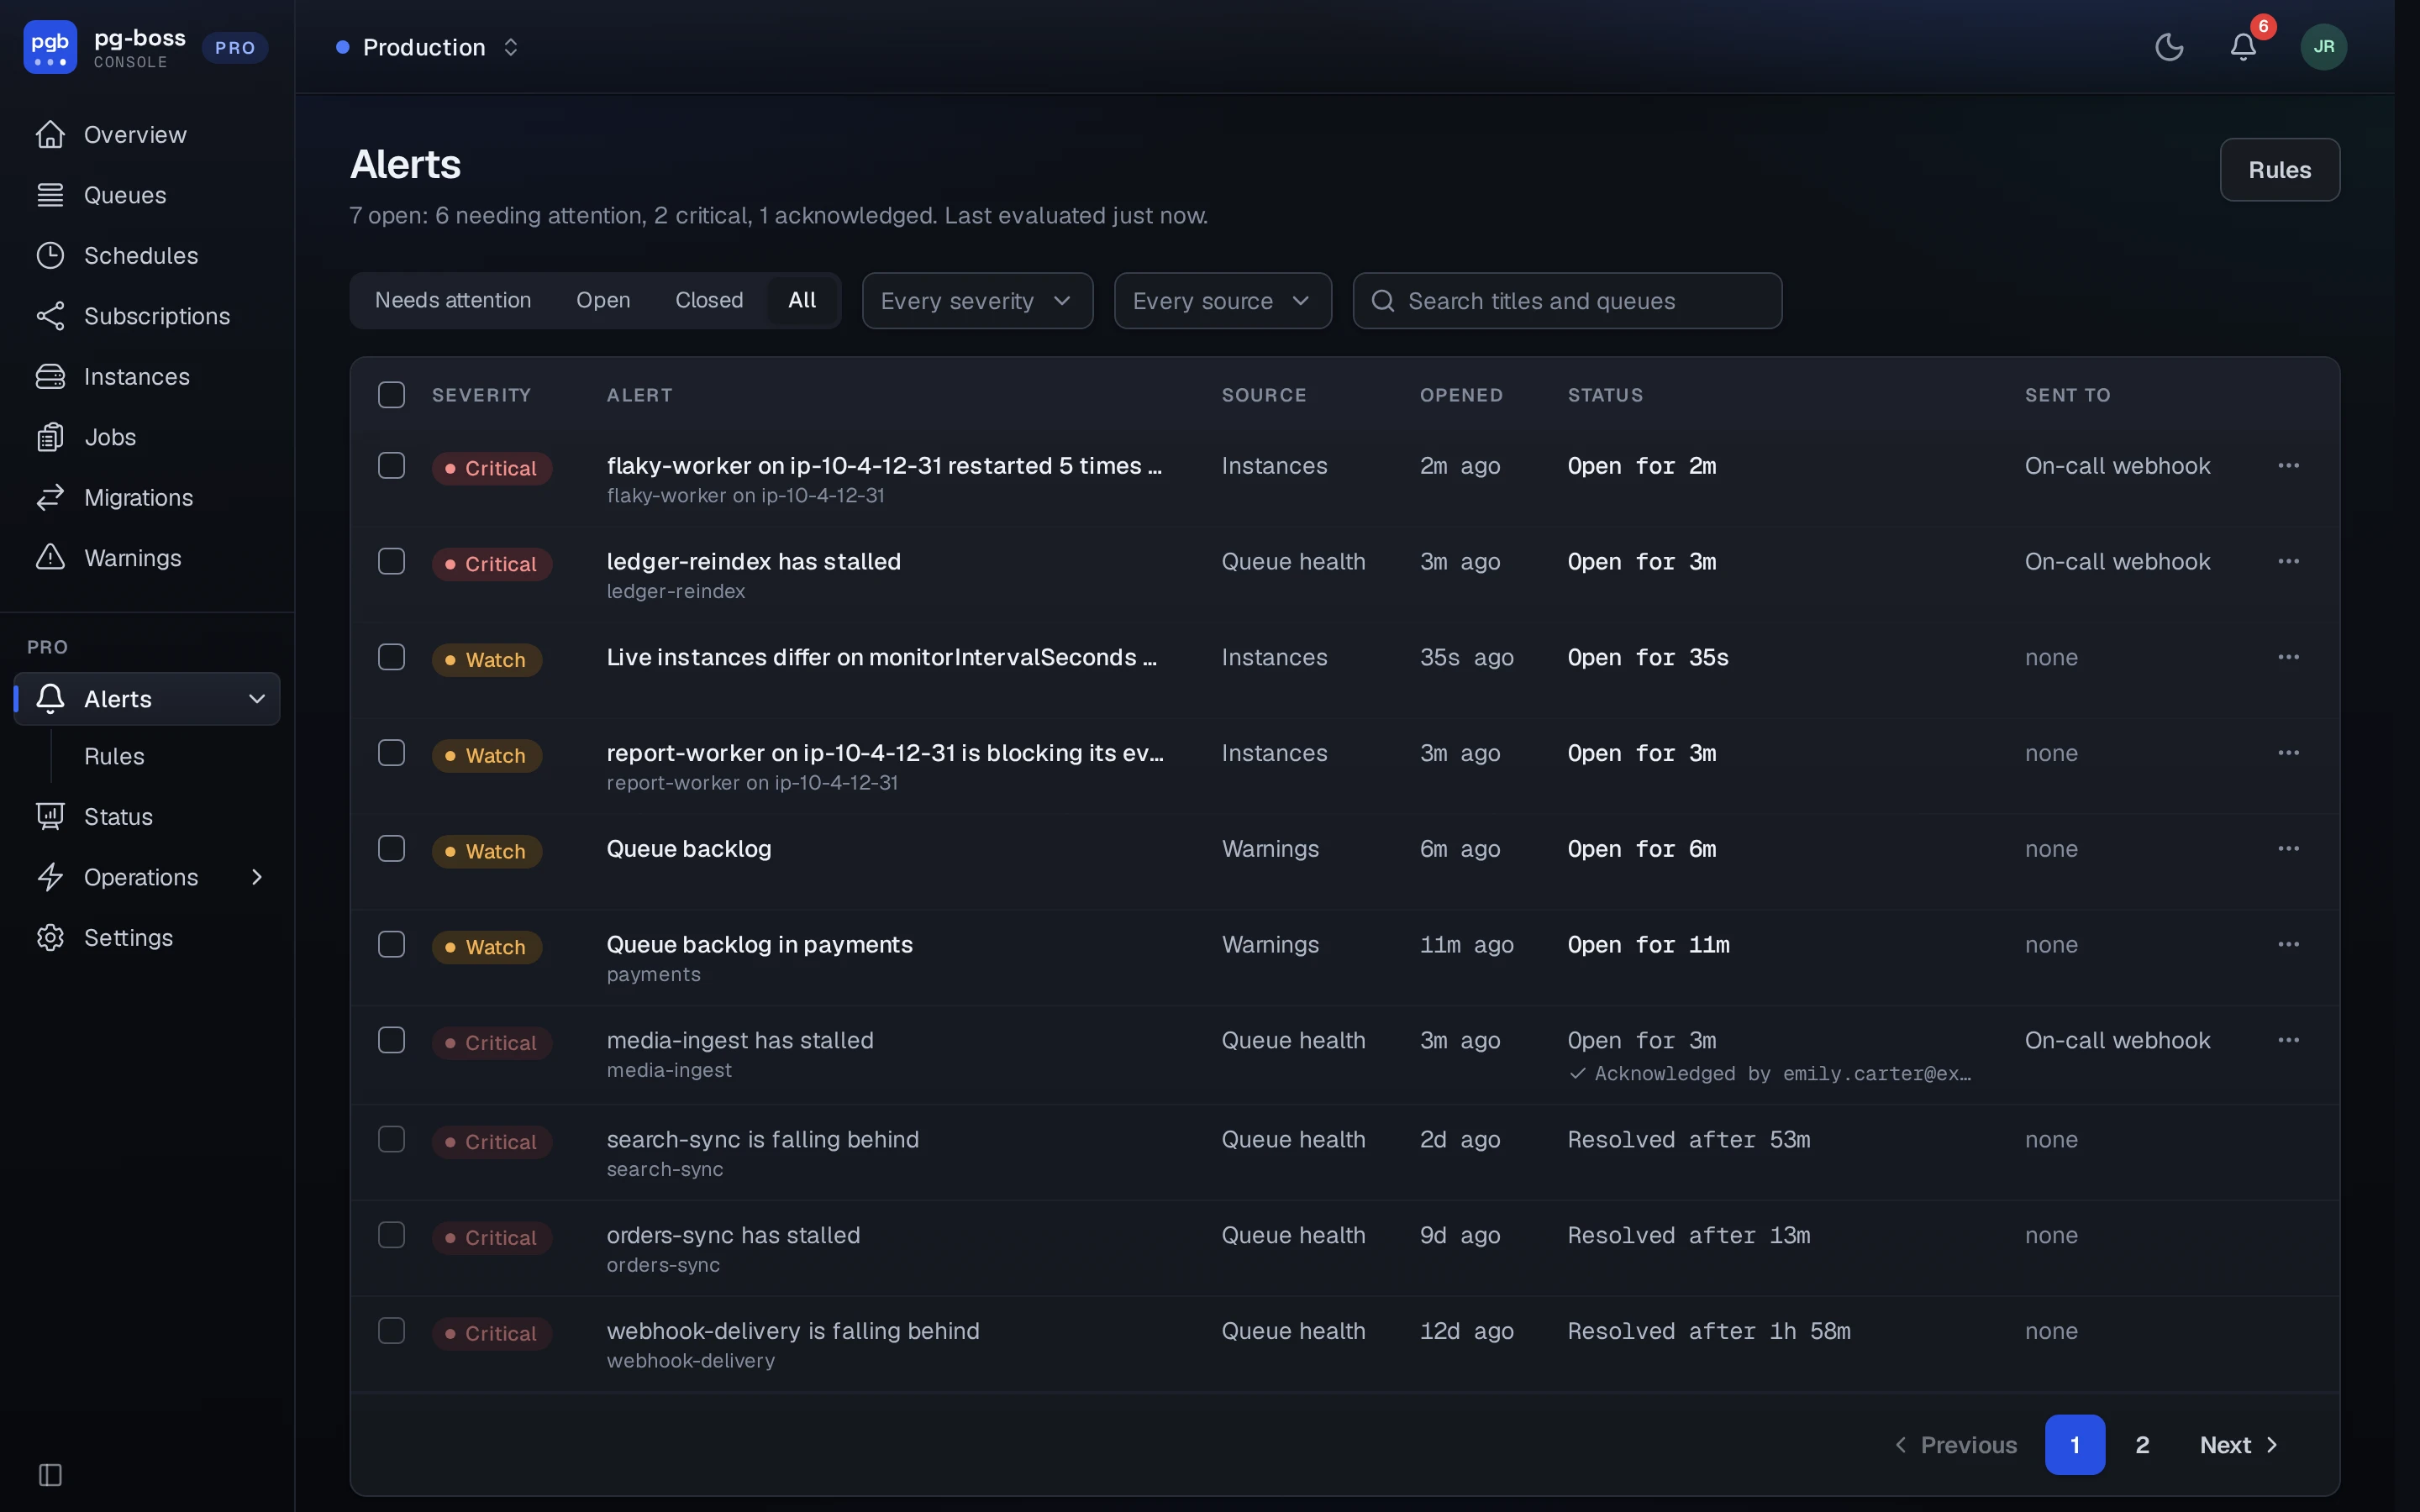 pgb
pg-boss
CONSOLE
PRO
Production
6
JR
Overview
Queues
Schedules
Subscriptions
Instances
Jobs
Migrations
Warnings
PRO
Alerts
Rules
Status
Operations
Settings
Alerts
7 open: 6 needing attention, 2 critical, 1 acknowledged. Last evaluated just now.
Rules
Needs attention Open Closed All Every severity Every source Search titles and queues
SEVERITY ALERT SOURCE OPENED STATUS SENT TO
Critical flaky-worker on ip-10-4-12-31 restarted 5 times ... Instances 2m ago Open for 2m On-call webhook
flaky-worker on ip-10-4-12-31
Critical ledger-reindex has stalled Queue health 3m ago Open for 3m On-call webhook
ledger-reindex
Watch Live instances differ on monitorIntervalSeconds ... Instances 35s ago Open for 35s none
Watch report-worker on ip-10-4-12-31 is blocking its ev... Instances 3m ago Open for 3m none
report-worker on ip-10-4-12-31
Watch Queue backlog Warnings 6m ago Open for 6m none
Watch Queue backlog in payments Warnings 11m ago Open for 11m none
payments
Critical media-ingest has stalled Queue health 3m ago Open for 3m On-call webhook
media-ingest Acknowledged by emily.carter@ex...
Critical search-sync is falling behind Queue health 2d ago Resolved after 53m none
search-sync
Critical orders-sync has stalled Queue health 9d ago Resolved after 13m none
orders-sync
Critical webhook-delivery is falling behind Queue health 12d ago Resolved after 1h 58m none
webhook-delivery
Previous 1 2 Next